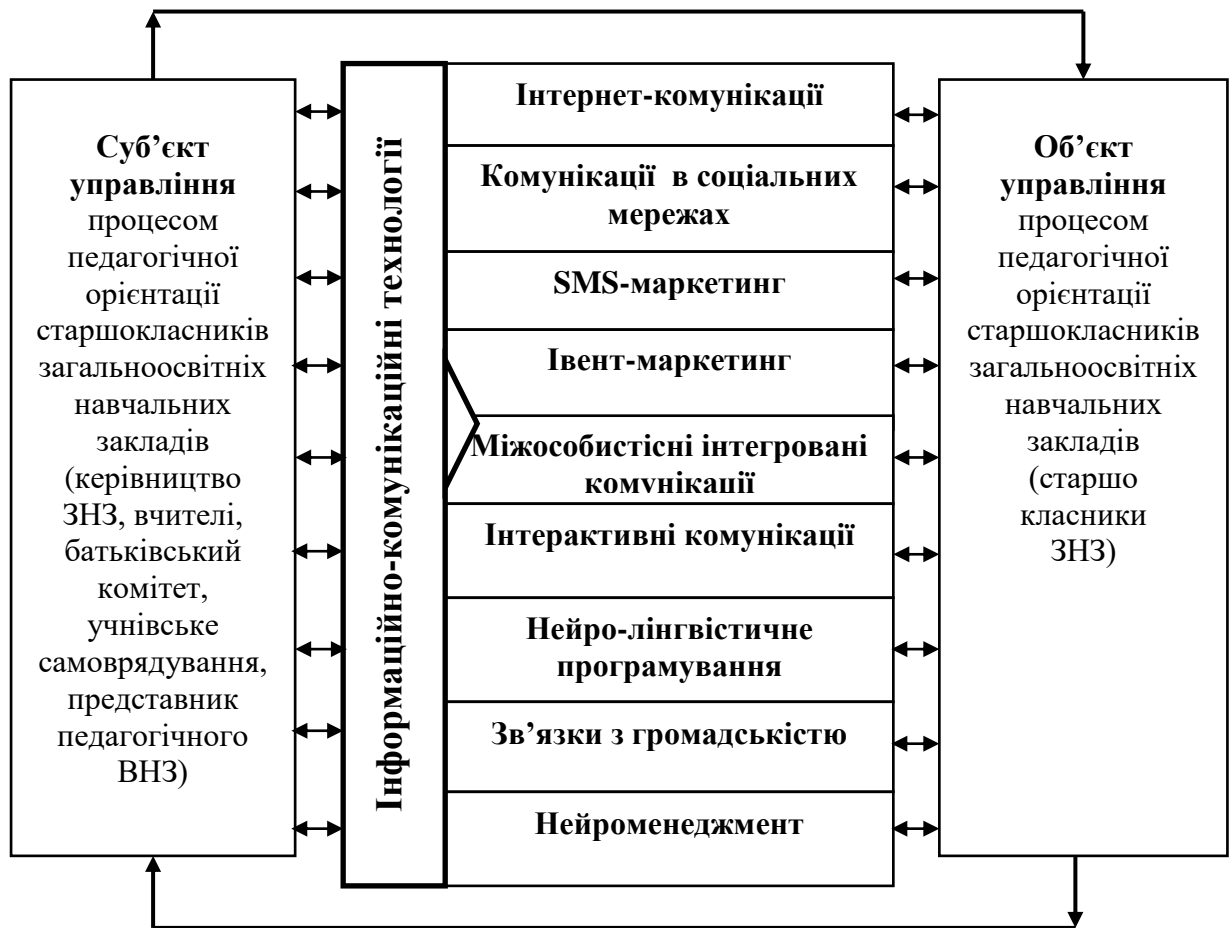 Суб’єкт
управління
процесом
педагогічної
орієнтації
старшокласників
загальноосвітніх
навчальних
закладів
(керівництво
ЗНЗ, вчителі,
батьківський
комітет,
учнівське
самоврядування,
представник
педагогічного
ВНЗ)
Інформаційно-комунікаційні технології
Інтернет-комунікації
Комунікації в соціальних
мережах
SMS-маркетинг
Івент-маркетинг
Міжособистісні інтегровані
комунікації
Інтерактивні комунікації
Нейро-лінгвістичне
програмування
Зв’язки з громадськістю
Нейроменеджмент
Об’єкт
управління
процесом
педагогічної
орієнтації
старшокласників
загальноосвітніх
навчальних
закладів
(старшо
класники
ЗНЗ)